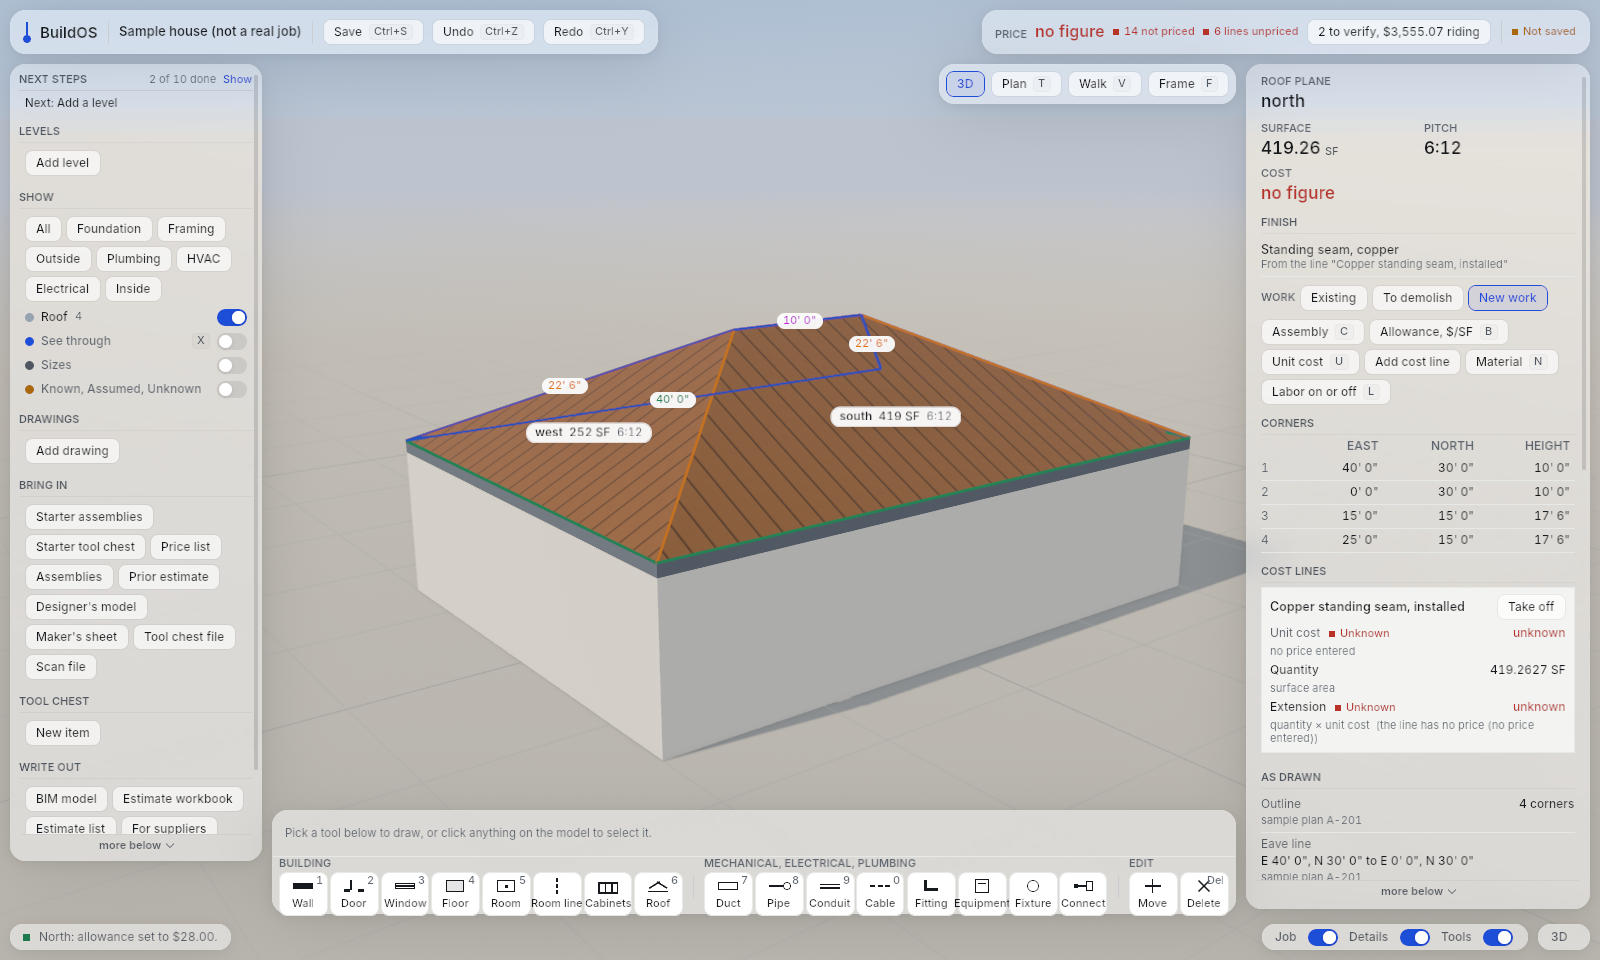 BuildOS
Sample house (not a real job)
Save Ctrl+S
Undo Ctrl+Z
Redo Ctrl+Y
PRICE no figure 14 not priced 6 lines unpriced
2 to verify, $3,555.07 riding
Not saved
NEXT STEPS 2 of 10 done Show
Next: Add a level
LEVELS
Add level
SHOW
All Foundation Framing
Outside Plumbing HVAC
Electrical Inside
Roof 4
See through X
Sizes
Known, Assumed, Unknown
DRAWINGS
Add drawing
BRING IN
Starter assemblies
Starter tool chest Price list
Assemblies Prior estimate
Designer's model
Maker's sheet Tool chest file
Scan file
TOOL CHEST
New item
WRITE OUT
BIM model Estimate workbook
Estimate list For suppliers
more below
3D Plan T Walk V Frame F
10' 0"
22' 6"
22' 6"
40' 0"
south 419 SF 6:12
west 252 SF 6:12
ROOF PLANE
north
SURFACE PITCH
419.26 SF 6:12
COST
no figure
FINISH
Standing seam, copper
From the line "Copper standing seam, installed"
WORK Existing To demolish New work
Assembly C Allowance, $/SF B
Unit cost U Add cost line Material N
Labor on or off L
CORNERS
EAST NORTH HEIGHT
1 40' 0" 30' 0" 10' 0"
2 0' 0" 30' 0" 10' 0"
3 15' 0" 15' 0" 17' 6"
4 25' 0" 15' 0" 17' 6"
COST LINES
Copper standing seam, installed Take off
Unit cost Unknown unknown
no price entered
Quantity 419.2627 SF
surface area
Extension Unknown unknown
quantity × unit cost (the line has no price (no price
entered))
AS DRAWN
Outline 4 corners
sample plan A-201
Eave line
E 40' 0", N 30' 0" to E 0' 0", N 30' 0"
sample plan A-201
more below
Pick a tool below to draw, or click anything on the model to select it.
BUILDING
1 Wall
2 Door
3 Window
4 Floor
5 Room
Room line
Cabinets
6 Roof
MECHANICAL, ELECTRICAL, PLUMBING
7 Duct
8 Pipe
9 Conduit
0 Cable
Fitting
Equipment
Fixture
Connect
EDIT
Move
Del Delete
North: allowance set to $28.00.
Job Details Tools 3D